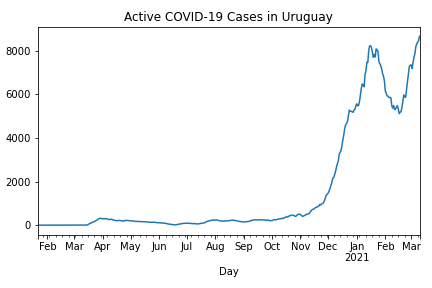 Active COVID-19 Cases in Uruguay
8000
6000
4000
2000
0
Feb Mar Apr May Jun Jul Aug Sep Oct Nov Dec Jan Feb Mar
2021
Day